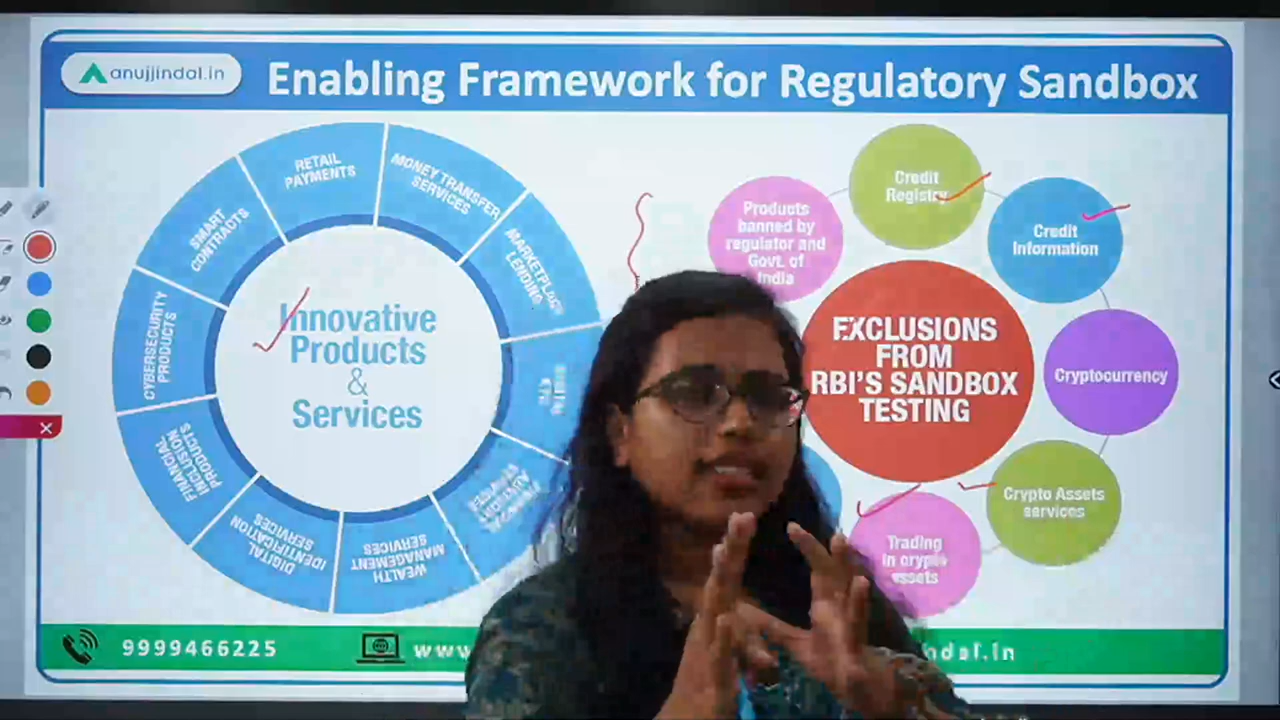 anujjindal.in
Enabling Framework for Regulatory Sandbox
RETAIL
PAYMENTS
MONEY TRANSFER
SERVICES
MARKETPLACE
LENDING
WEALTH
MANAGEMENT
SERVICES
DIGITAL
IDENTIFICATION
SERVICES
FINANCIAL
INCLUSION
PRODUCTS
CYBERSECURITY
PRODUCTS
SMART
CONTRACTS
Innovative
Products
&
Services
Products
banned by
regulator and
Govt. of
India
Credit
Registry
Credit
Information
Cryptocurrency
Crypto Assets
services
Trading
in crypto
assets
EXCLUSIONS
FROM
RBI'S SANDBOX
TESTING
9999466225